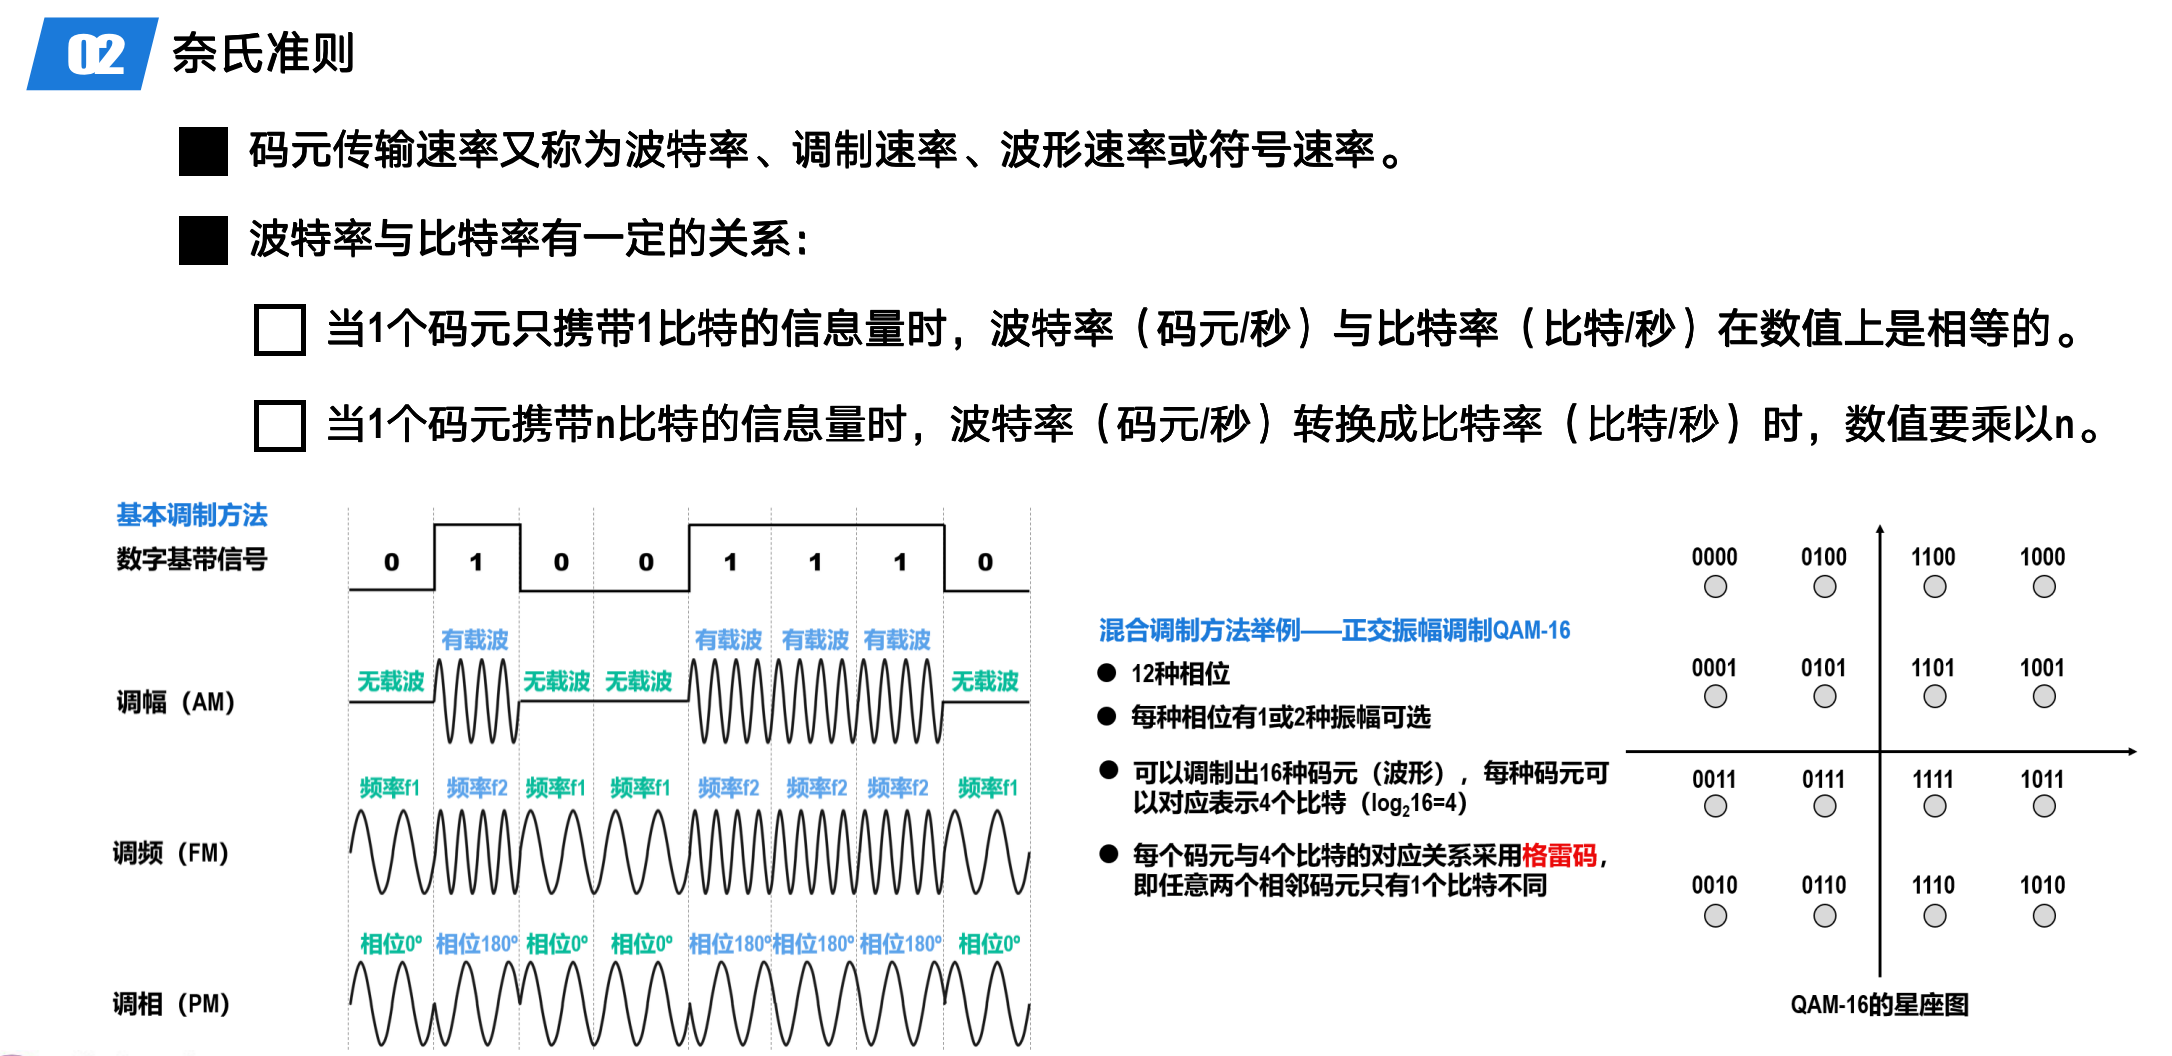 02 奈氏准则
码元传输速率又称为波特率、调制速率、波形速率或符号速率。
波特率与比特率有一定的关系：
当1个码元只携带1比特的信息量时，波特率（码元/秒）与比特率（比特/秒）在数值上是相等的。
当1个码元携带n比特的信息量时，波特率（码元/秒）转换成比特率（比特/秒）时，数值要乘以n。
基本调制方法
数字基带信号 0 1 0 0 1 1 1 0
有载波 有载波 有载波 有载波
无载波 无载波 无载波 无载波
调幅（AM）
频率f1 频率f2 频率f1 频率f1 频率f2 频率f2 频率f2 频率f1
调频（FM）
相位0° 相位180° 相位0° 相位0° 相位180° 相位180° 相位180° 相位0°
调相（PM）
混合调制方法举例——正交振幅调制QAM-16
12种相位
每种相位有1或2种振幅可选
可以调制出16种码元（波形），每种码元可
以对应表示4个比特（log₂16=4）
每个码元与4个比特的对应关系采用格雷码，
即任意两个相邻码元只有1个比特不同
0000 0100 1100 1000
0001 0101 1101 1001
0011 0111 1111 1011
0010 0110 1110 1010
QAM-16的星座图